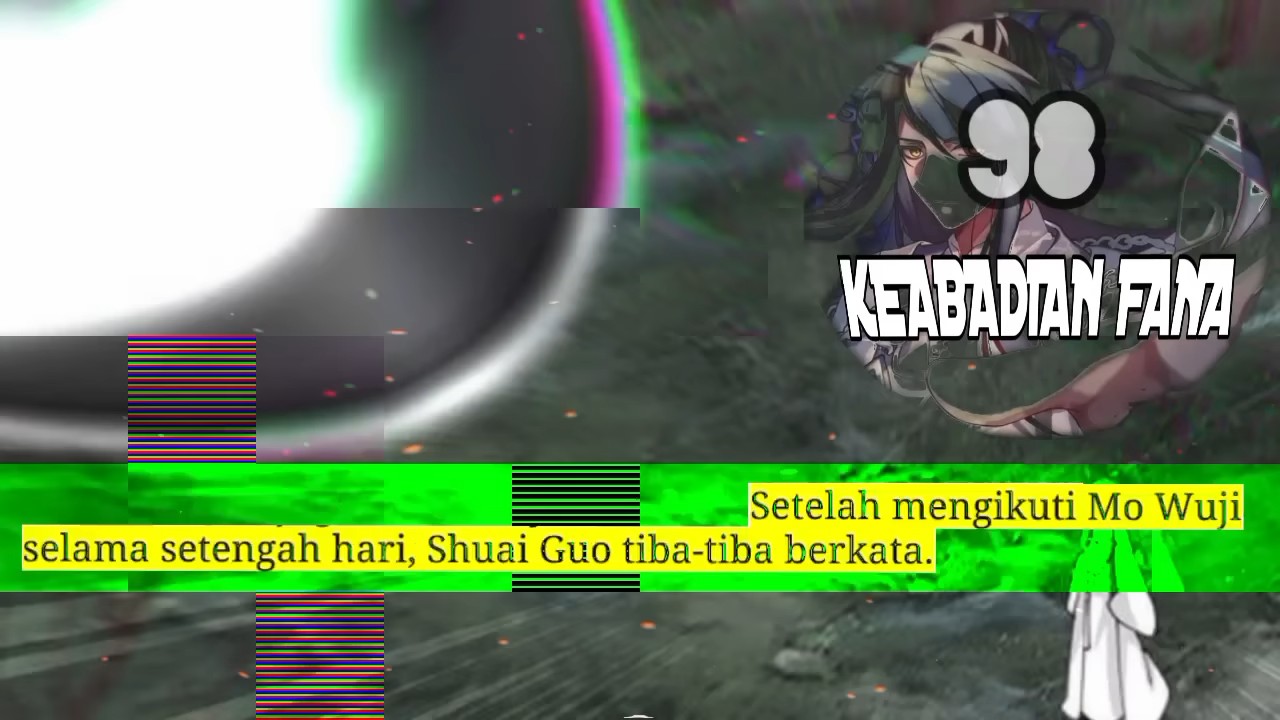 98
KEABADIAN FANA
Setelah mengikuti Mo Wuji
selama setengah hari, Shuai Guo tiba-tiba berkata.